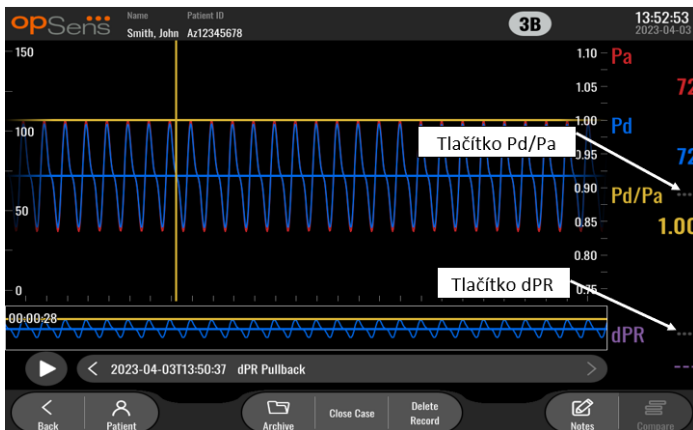 opSens
Name
Patient ID
Smith, John
Az12345678
3B
13:52:53
2023-04-03
150
100
50
0
1.10
1.05
1.00
0.95
0.90
0.85
0.80
0.75
Pa
72
Pd
72
Pd/Pa
---
1.00
dPR
---
---
Tlačítko Pd/Pa
Tlačítko dPR
00:00:28
2023-04-03T13:50:37 dPR Pullback
Back
Patient
Archive
Close Case
Delete
Record
Notes
Compare